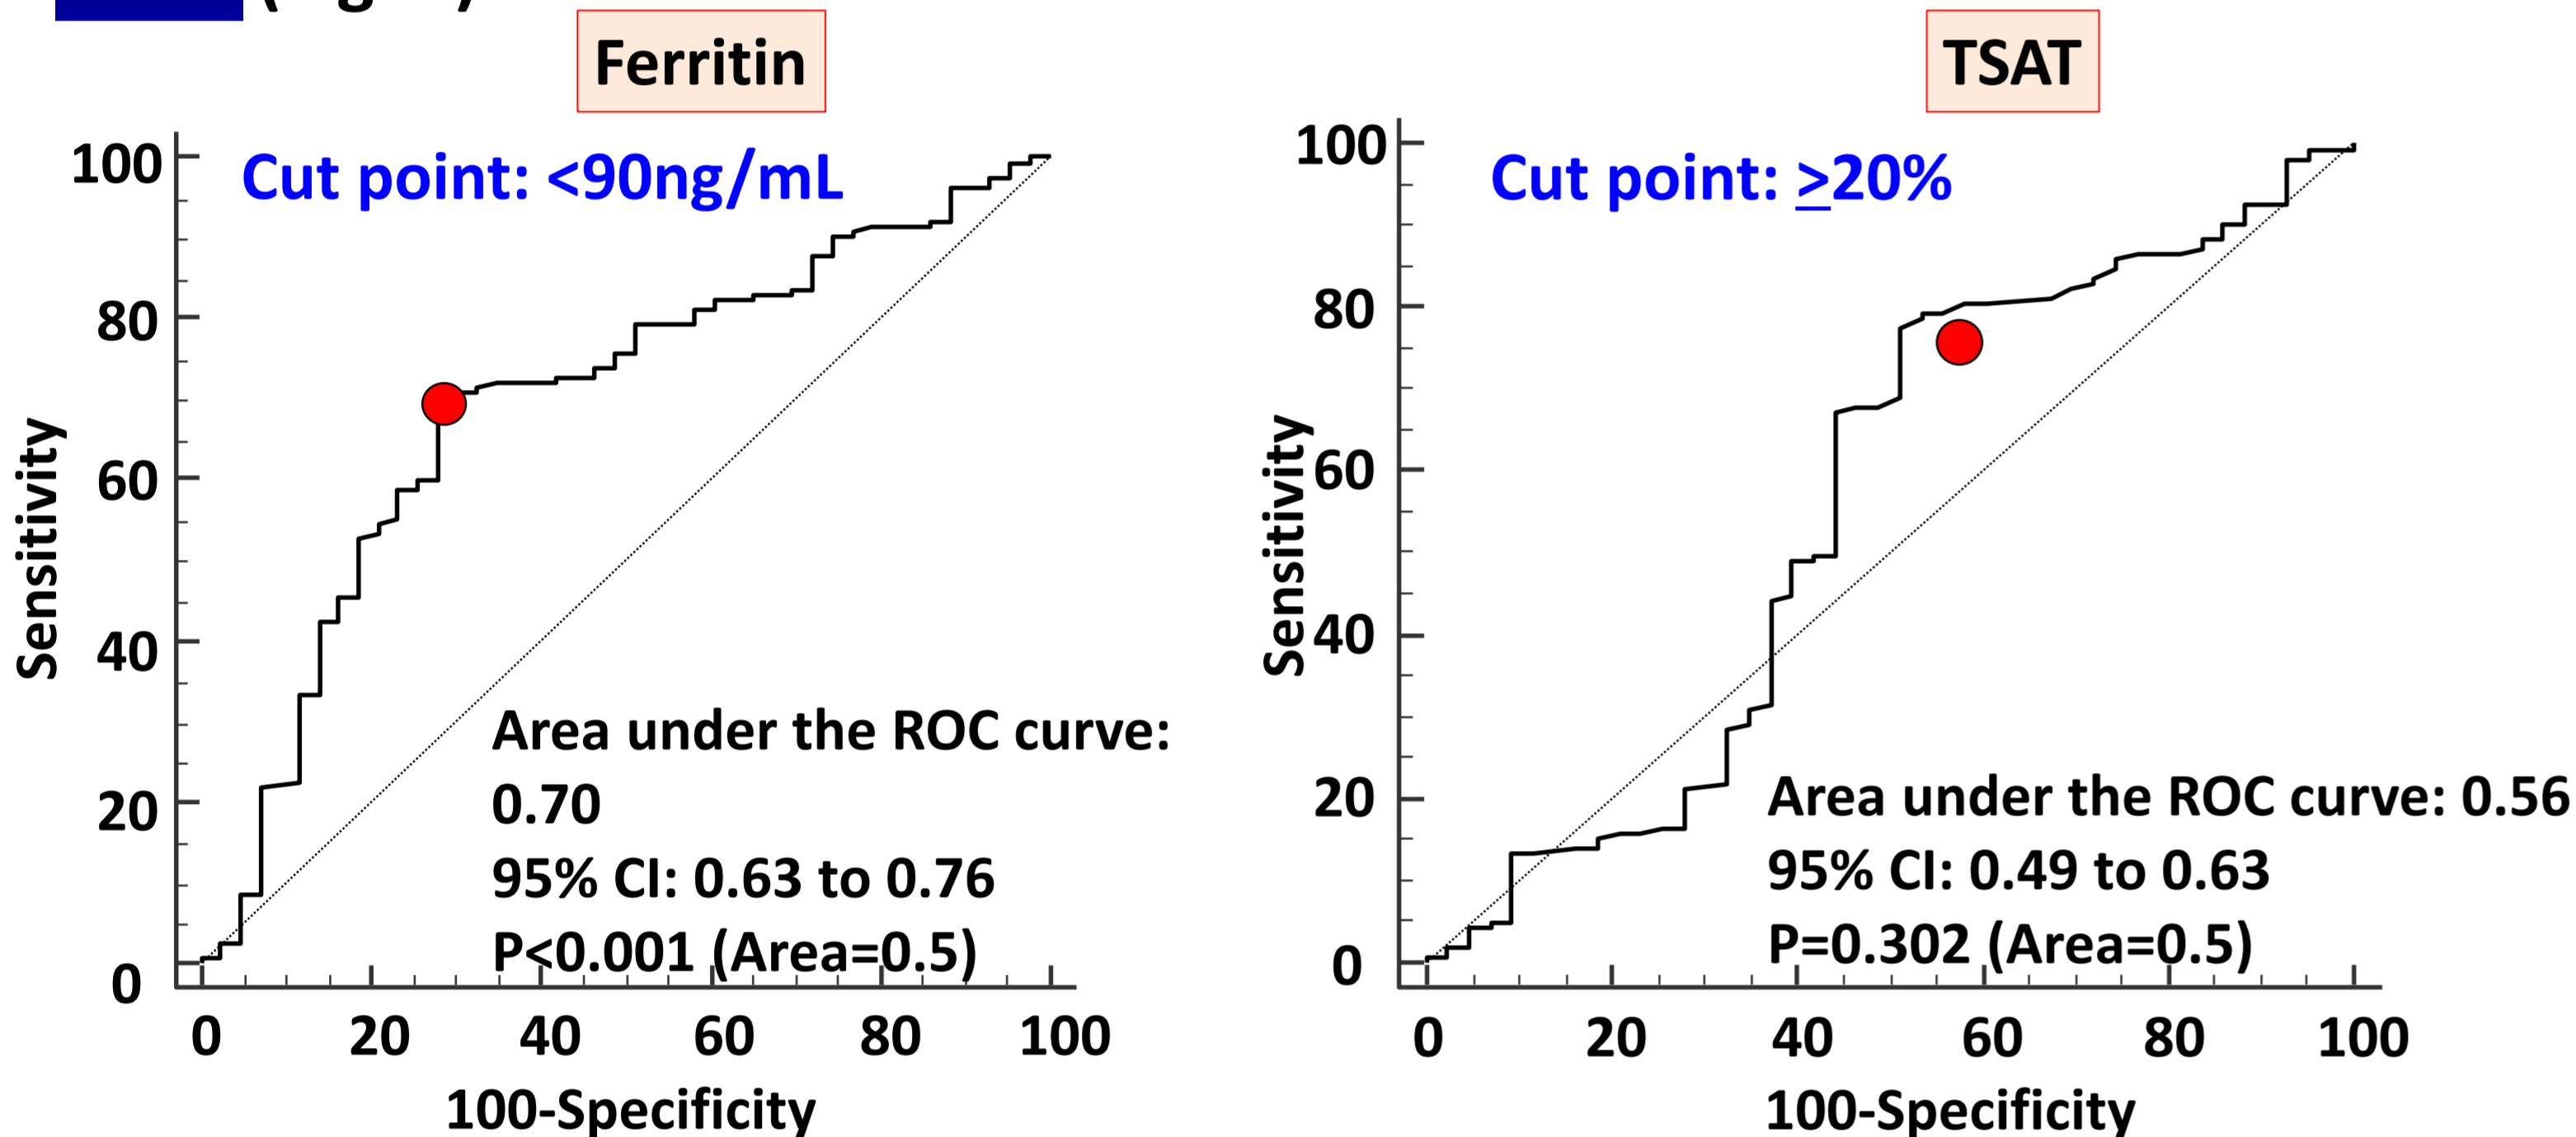 Ferritin
Cut point: <90ng/mL
100
80
60
40
20
0
Sensitivity
Area under the ROC curve:
0.70
95% CI: 0.63 to 0.76
P<0.001 (Area=0.5)
0 20 40 60 80 100
100-Specificity
TSAT
Cut point: ≥20%
100
80
60
40
20
0
Sensitivity
Area under the ROC curve: 0.56
95% CI: 0.49 to 0.63
P=0.302 (Area=0.5)
0 20 40 60 80 100
100-Specificity